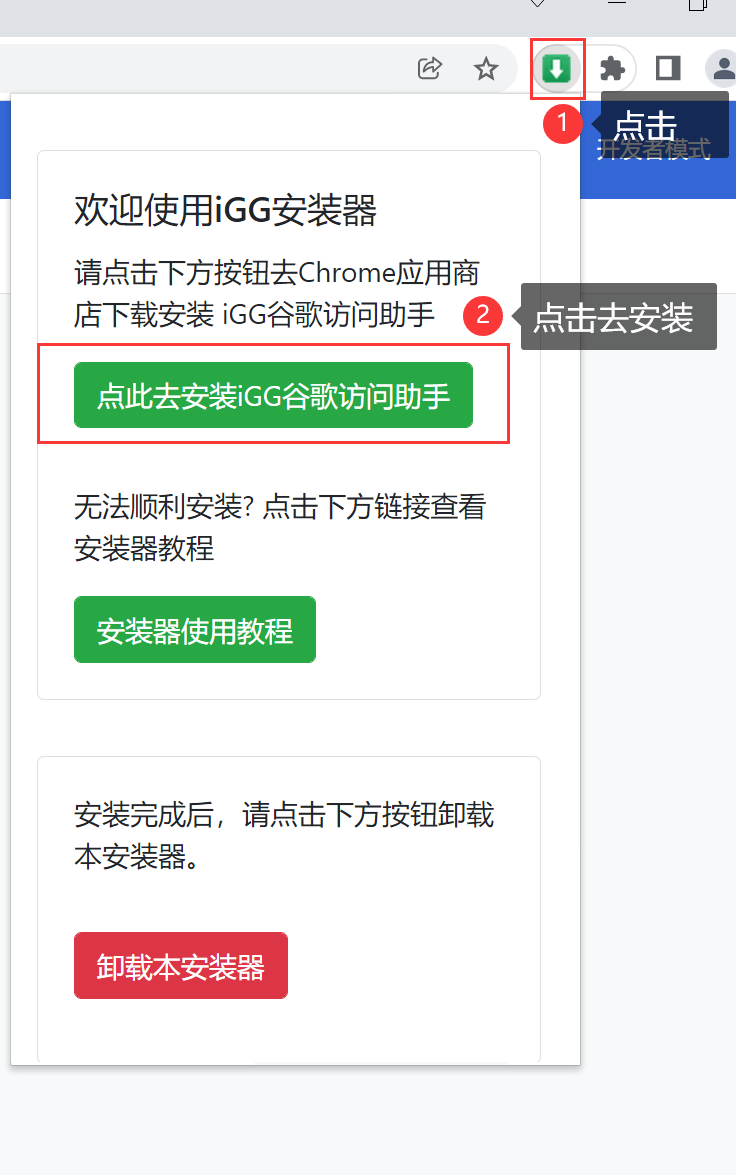 1
点击
开发者模式
欢迎使用iGG安装器
请点击下方按钮去Chrome应用商
店下载安装 iGG谷歌访问助手
2
点击去安装
点此去安装iGG谷歌访问助手
无法顺利安装? 点击下方链接查看
安装器教程
安装器使用教程
安装完成后，请点击下方按钮卸载
本安装器。
卸载本安装器